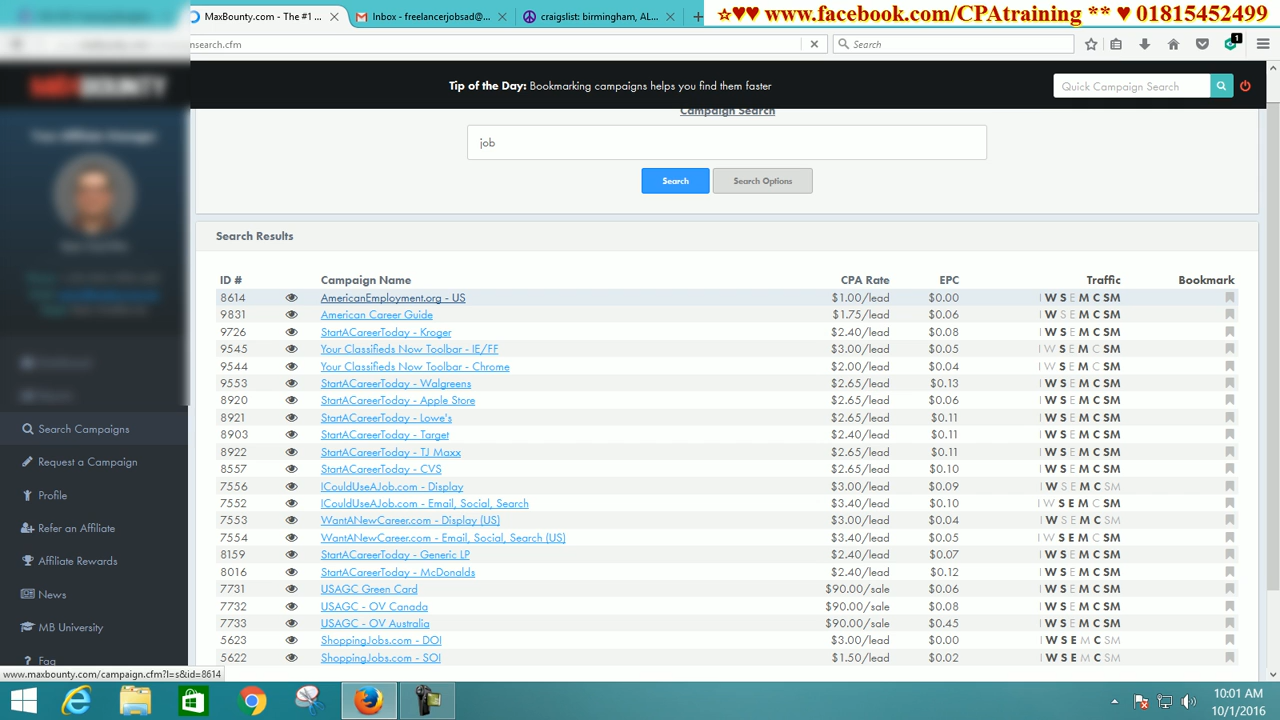 MaxBounty.com - The #1 ... × Inbox - freelancerjobsad@... × craigslist: birmingham, AL... × + ☆♥♥ www.facebook.com/CPAtraining ** ♥ 01815452499
nsearch.cfm Search 1
Tip of the Day: Bookmarking campaigns helps you find them faster Quick Campaign Search
Campaign Search
job
Search Search Options
Search Results
ID # Campaign Name CPA Rate EPC Traffic Bookmark
8614 AmericanEmployment.org - US $1.00/lead $0.00 I W S E M C SM
9831 American Career Guide $1.75/lead $0.06 I W S E M C SM
9726 StartACareerToday - Kroger $2.40/lead $0.08 I W S E M C SM
9545 Your Classifieds Now Toolbar - IE/FF $3.00/lead $0.05 I W S E M C SM
9544 Your Classifieds Now Toolbar - Chrome $2.00/lead $0.04 I W S E M C SM
9553 StartACareerToday - Walgreens $2.65/lead $0.13 I W S E M C SM
8920 StartACareerToday - Apple Store $2.65/lead $0.06 I W S E M C SM
8921 StartACareerToday - Lowe's $2.65/lead $0.11 I W S E M C SM
8903 StartACareerToday - Target $2.40/lead $0.11 I W S E M C SM
8922 StartACareerToday - TJ Maxx $2.65/lead $0.11 I W S E M C SM
8557 StartACareerToday - CVS $2.65/lead $0.10 I W S E M C SM
7556 ICouldUseAJob.com - Display $3.00/lead $0.09 I W S E M C SM
7552 ICouldUseAJob.com - Email, Social, Search $3.40/lead $0.10 I W S E M C SM
7553 WantANewCareer.com - Display (US) $3.00/lead $0.04 I W S E M C SM
7554 WantANewCareer.com - Email, Social, Search (US) $3.40/lead $0.05 I W S E M C SM
8159 StartACareerToday - Generic LP $2.40/lead $0.07 I W S E M C SM
8016 StartACareerToday - McDonalds $2.40/lead $0.12 I W S E M C SM
7731 USAGC Green Card $90.00/sale $0.06 I W S E M C SM
7732 USAGC - OV Canada $90.00/sale $0.08 I W S E M C SM
7733 USAGC - OV Australia $90.00/sale $0.45 I W S E M C SM
5623 ShoppingJobs.com - DOI $3.00/lead $0.00 I W S E M C SM
5622 ShoppingJobs.com - SOI $1.50/lead $0.02 I W S E M C SM
Search Campaigns
Request a Campaign
Profile
Refer an Affiliate
Affiliate Rewards
News
MB University
Faq
www.maxbounty.com/campaign.cfm?l=s&id=8614
10:01 AM
10/1/2016